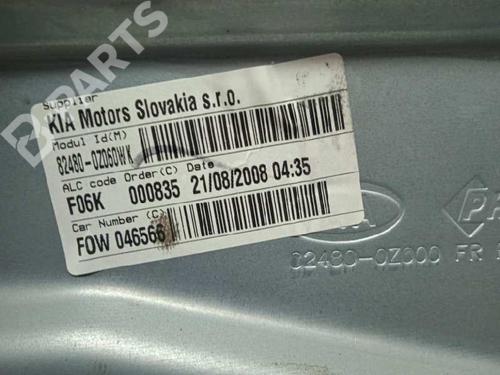 B PARTS
Supplier
KIA Motors Slovakia s.r.o.
Modul Id(M)
82480-0Z060WK
ALC code Order(C) Date
F06K 000835 21/08/2008 04:35
Car Number (C)
FOW 046566
KIA
82480-0Z000 FR